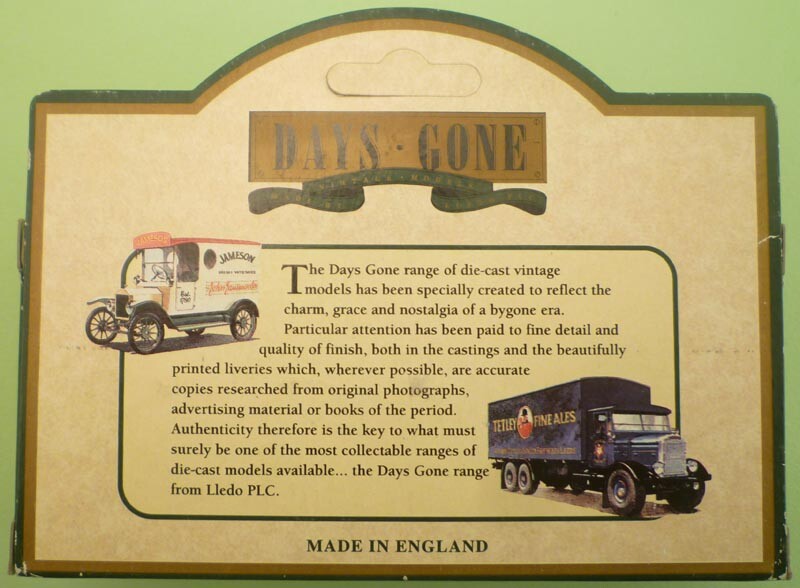 DAYS · GONE
VINTAGE · MODELS
JAMESON
The Days Gone range of die-cast vintage
models has been specially created to reflect the
charm, grace and nostalgia of a bygone era.
Particular attention has been paid to fine detail and
quality of finish, both in the castings and the beautifully
printed liveries which, wherever possible, are accurate
copies researched from original photographs,
advertising material or books of the period.
Authenticity therefore is the key to what must
surely be one of the most collectable ranges of
die-cast models available... the Days Gone range
from Lledo PLC.
TETLEY FINE ALES
MADE IN ENGLAND